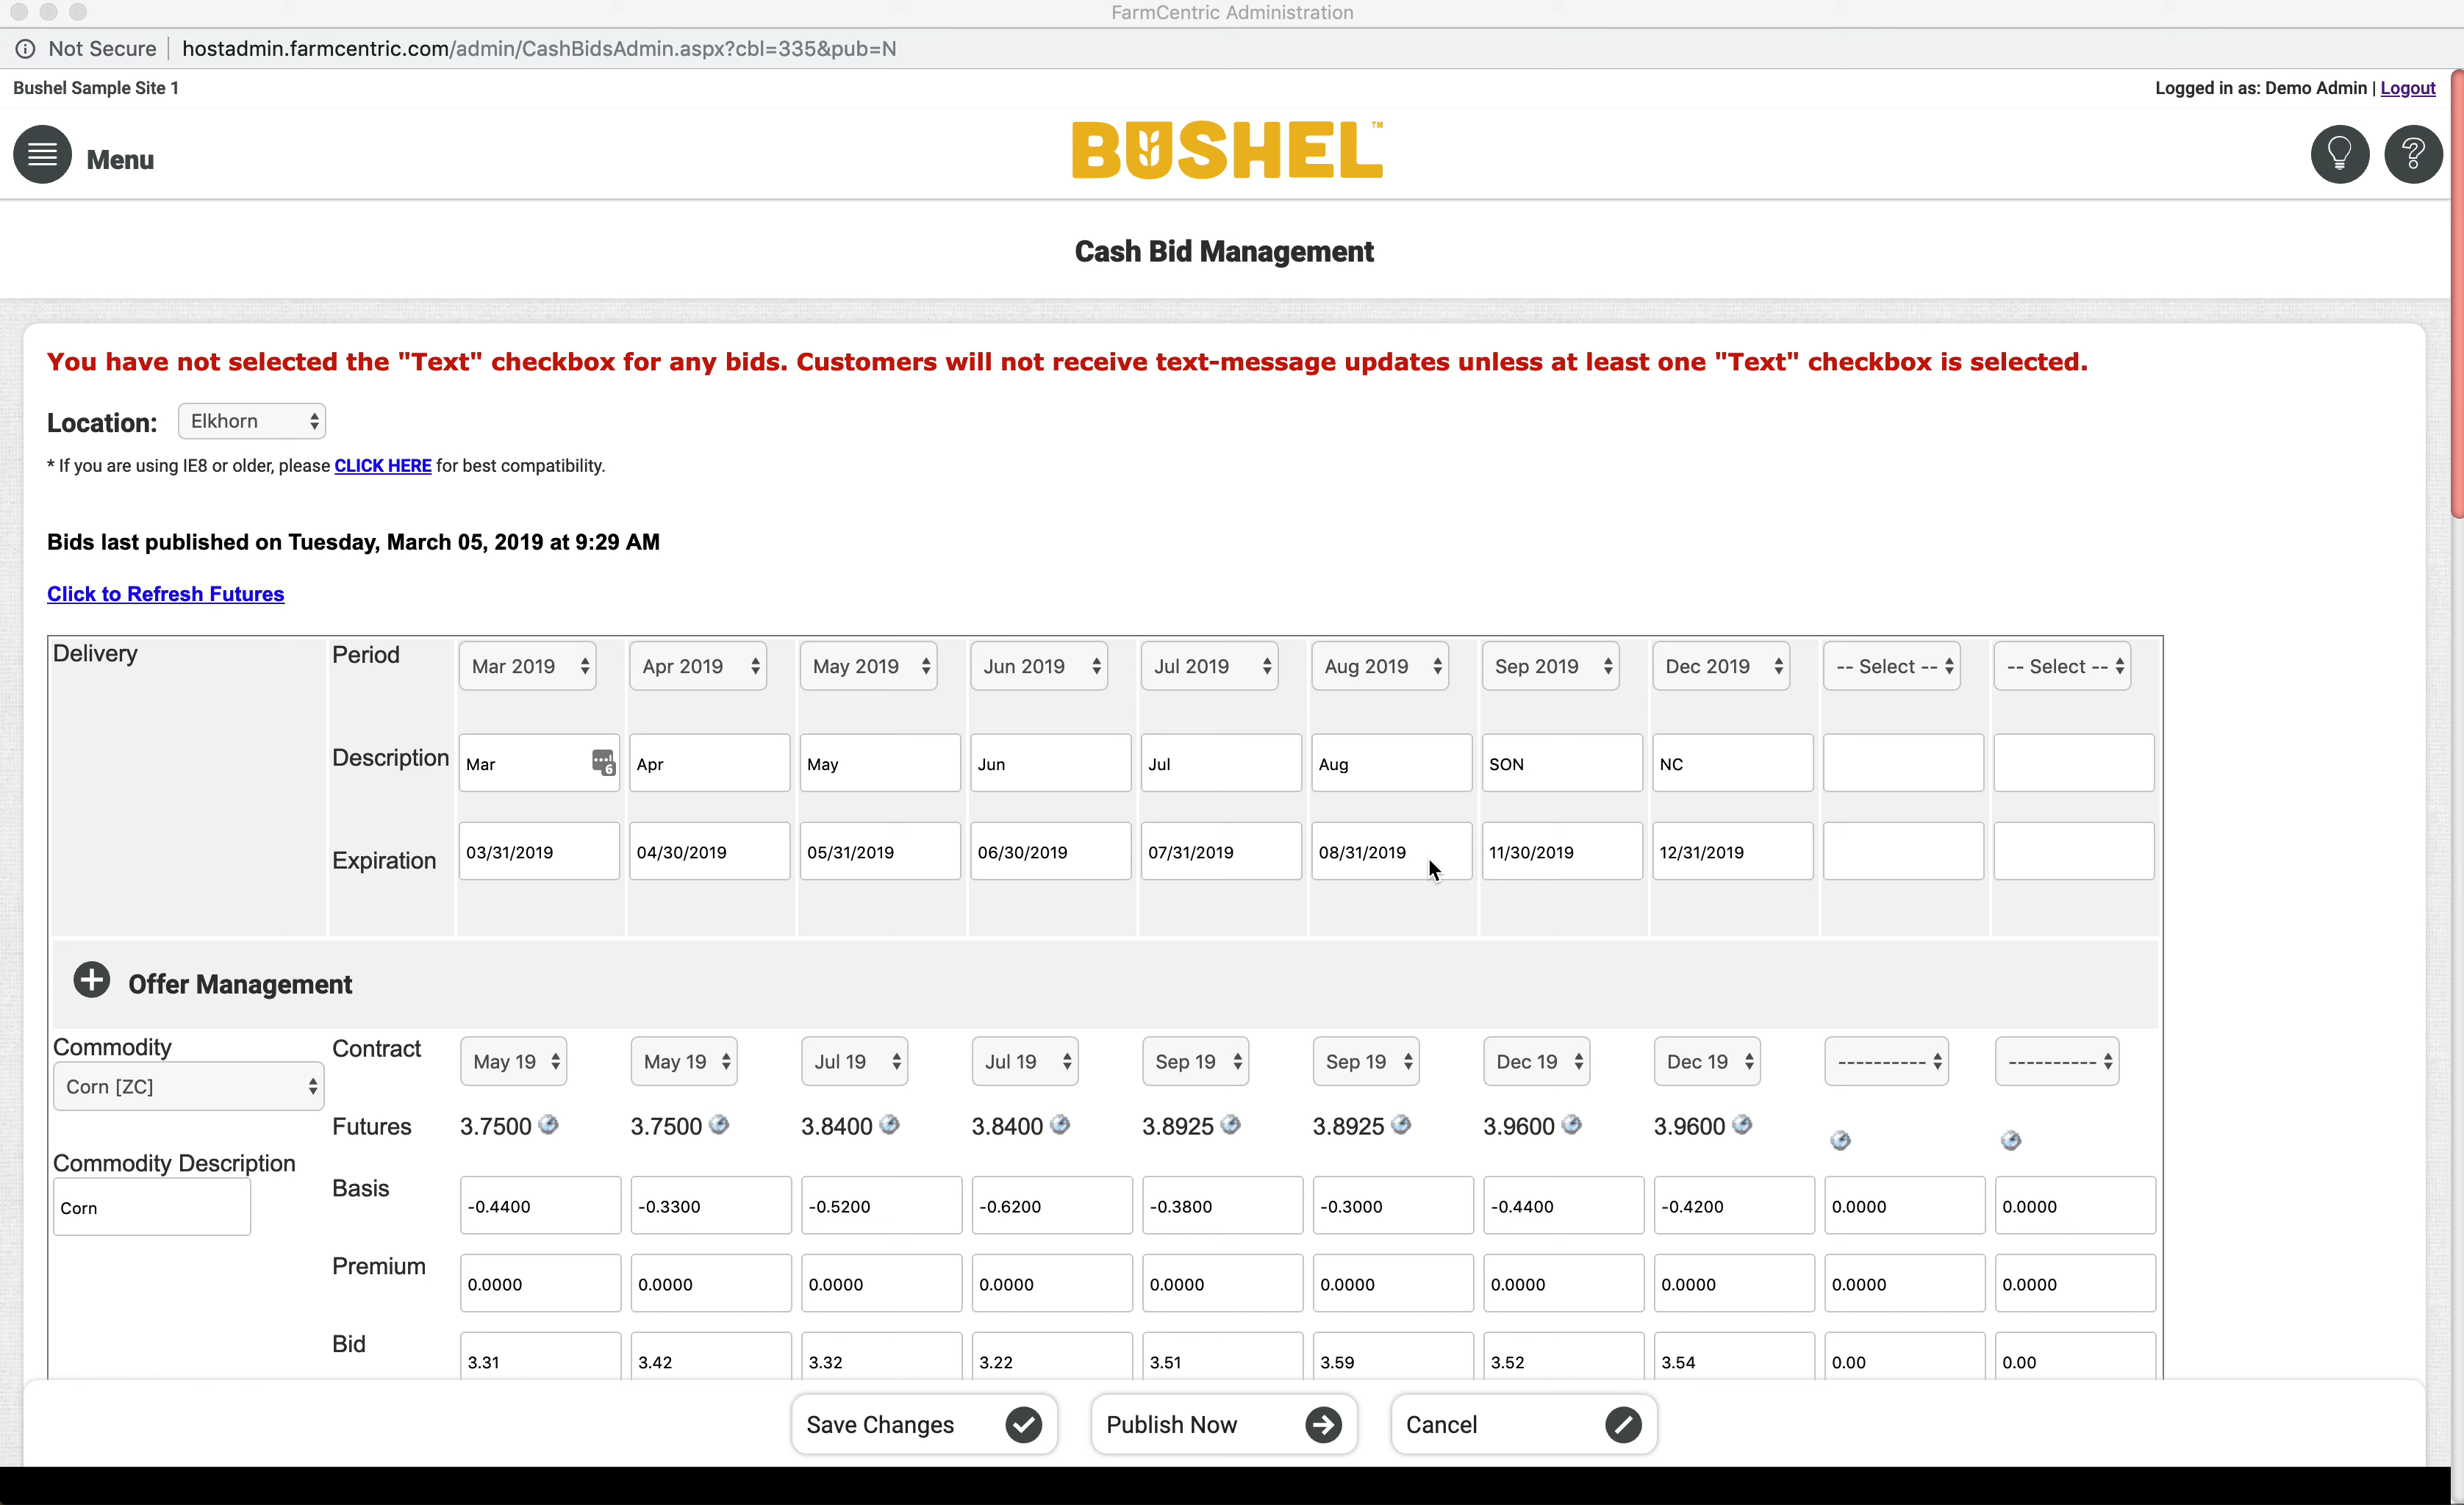 FarmCentric Administration
Not Secure | hostadmin.farmcentric.com/admin/CashBidsAdmin.aspx?cbl=335&pub=N
Bushel Sample Site 1
Logged in as: Demo Admin | Logout
Menu
BUSHEL™
?
Cash Bid Management
You have not selected the "Text" checkbox for any bids. Customers will not receive text-message updates unless at least one "Text" checkbox is selected.
Location: Elkhorn
* If you are using IE8 or older, please CLICK HERE for best compatibility.
Bids last published on Tuesday, March 05, 2019 at 9:29 AM
Click to Refresh Futures
Delivery Period Mar 2019 Apr 2019 May 2019 Jun 2019 Jul 2019 Aug 2019 Sep 2019 Dec 2019 -- Select -- -- Select --
Description Mar 6 Apr May Jun Jul Aug SON NC
Expiration 03/31/2019 04/30/2019 05/31/2019 06/30/2019 07/31/2019 08/31/2019 11/30/2019 12/31/2019
Offer Management
Commodity Contract May 19 May 19 Jul 19 Jul 19 Sep 19 Sep 19 Dec 19 Dec 19 ---------- ----------
Corn [ZC]
Futures 3.7500 3.7500 3.8400 3.8400 3.8925 3.8925 3.9600 3.9600
Commodity Description
Basis -0.4400 -0.3300 -0.5200 -0.6200 -0.3800 -0.3000 -0.4400 -0.4200 0.0000 0.0000
Corn
Premium 0.0000 0.0000 0.0000 0.0000 0.0000 0.0000 0.0000 0.0000 0.0000 0.0000
Bid 3.31 3.42 3.32 3.22 3.51 3.59 3.52 3.54 0.00 0.00
Save Changes Publish Now Cancel